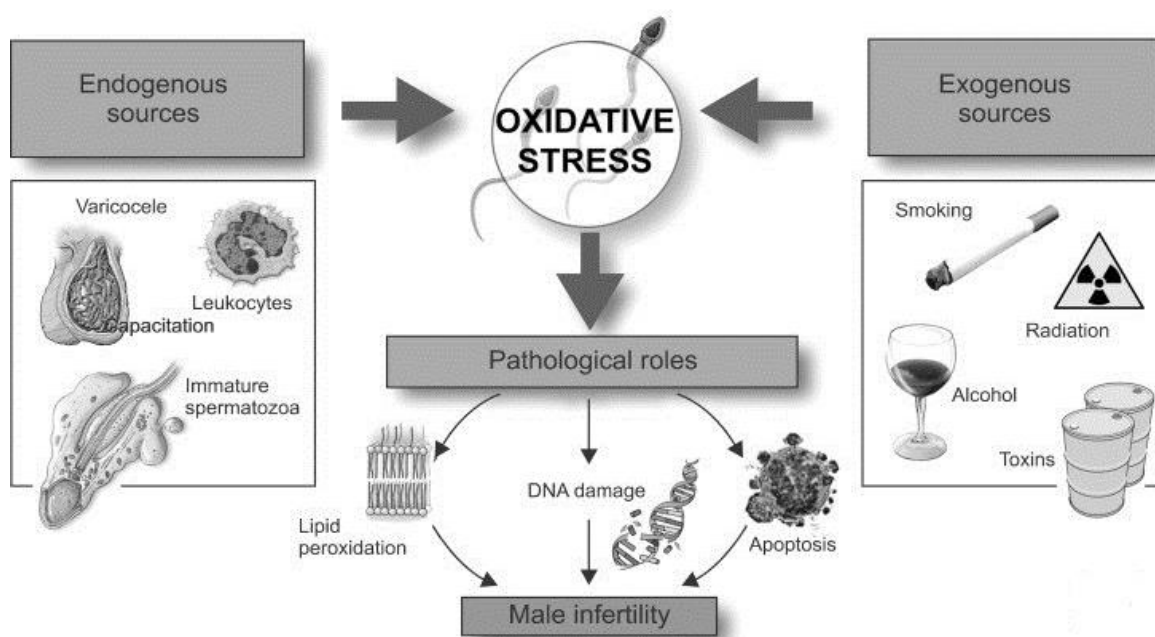 Endogenous
sources
OXIDATIVE
STRESS
Exogenous
sources
Varicocele
Leukocytes
Capacitation
Immature
spermatozoa
Smoking
Radiation
Alcohol
Toxins
Pathological roles
Lipid
peroxidation
DNA damage
Apoptosis
Male infertility